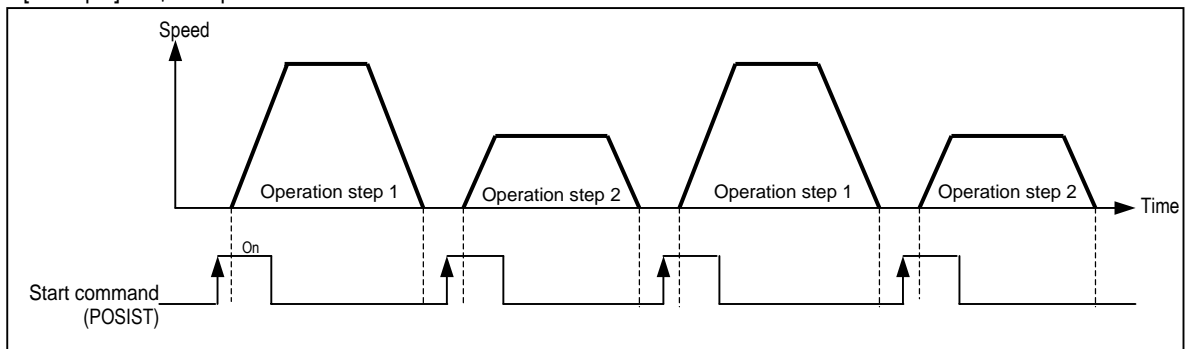 Speed
Operation step 1
Operation step 2
Operation step 1
Operation step 2
Time
On
Start command
(POSIST)